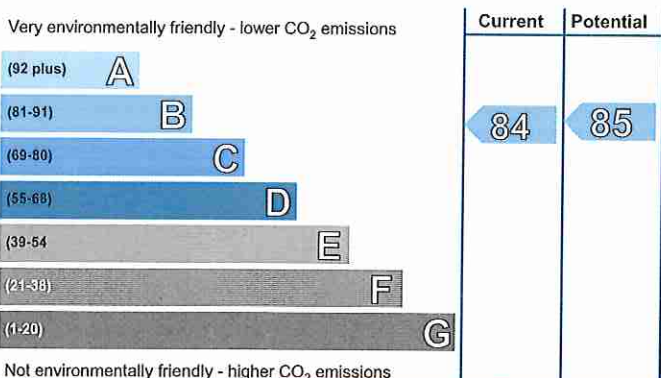 Very environmentally friendly - lower CO2 emissions
Current Potential
(92 plus) A
(81-91) B
84 85
(69-80) C
(55-68) D
(39-54 E
(21-38) F
(1-20) G
Not environmentally friendly - higher CO2 emissions